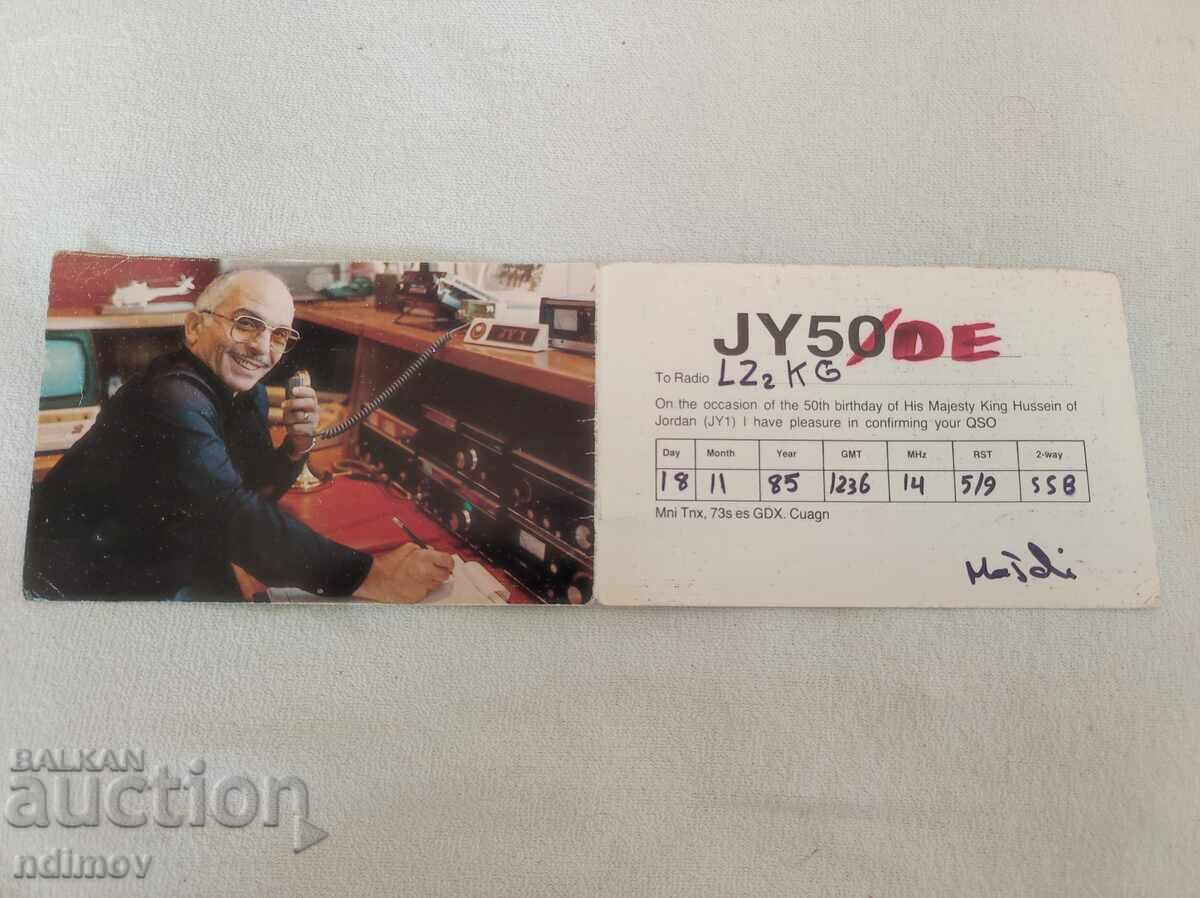 JY1
JY50/DE
To Radio LZ2KG
On the occasion of the 50th birthday of His Majesty King Hussein of
Jordan (JY1) I have pleasure in confirming your QSO
Day Month Year GMT MHz RST 2-way
18 11 85 1236 14 5/9 SSB
Mni Tnx, 73s es GDX. Cuagn
BALKAN
auction
ndimov